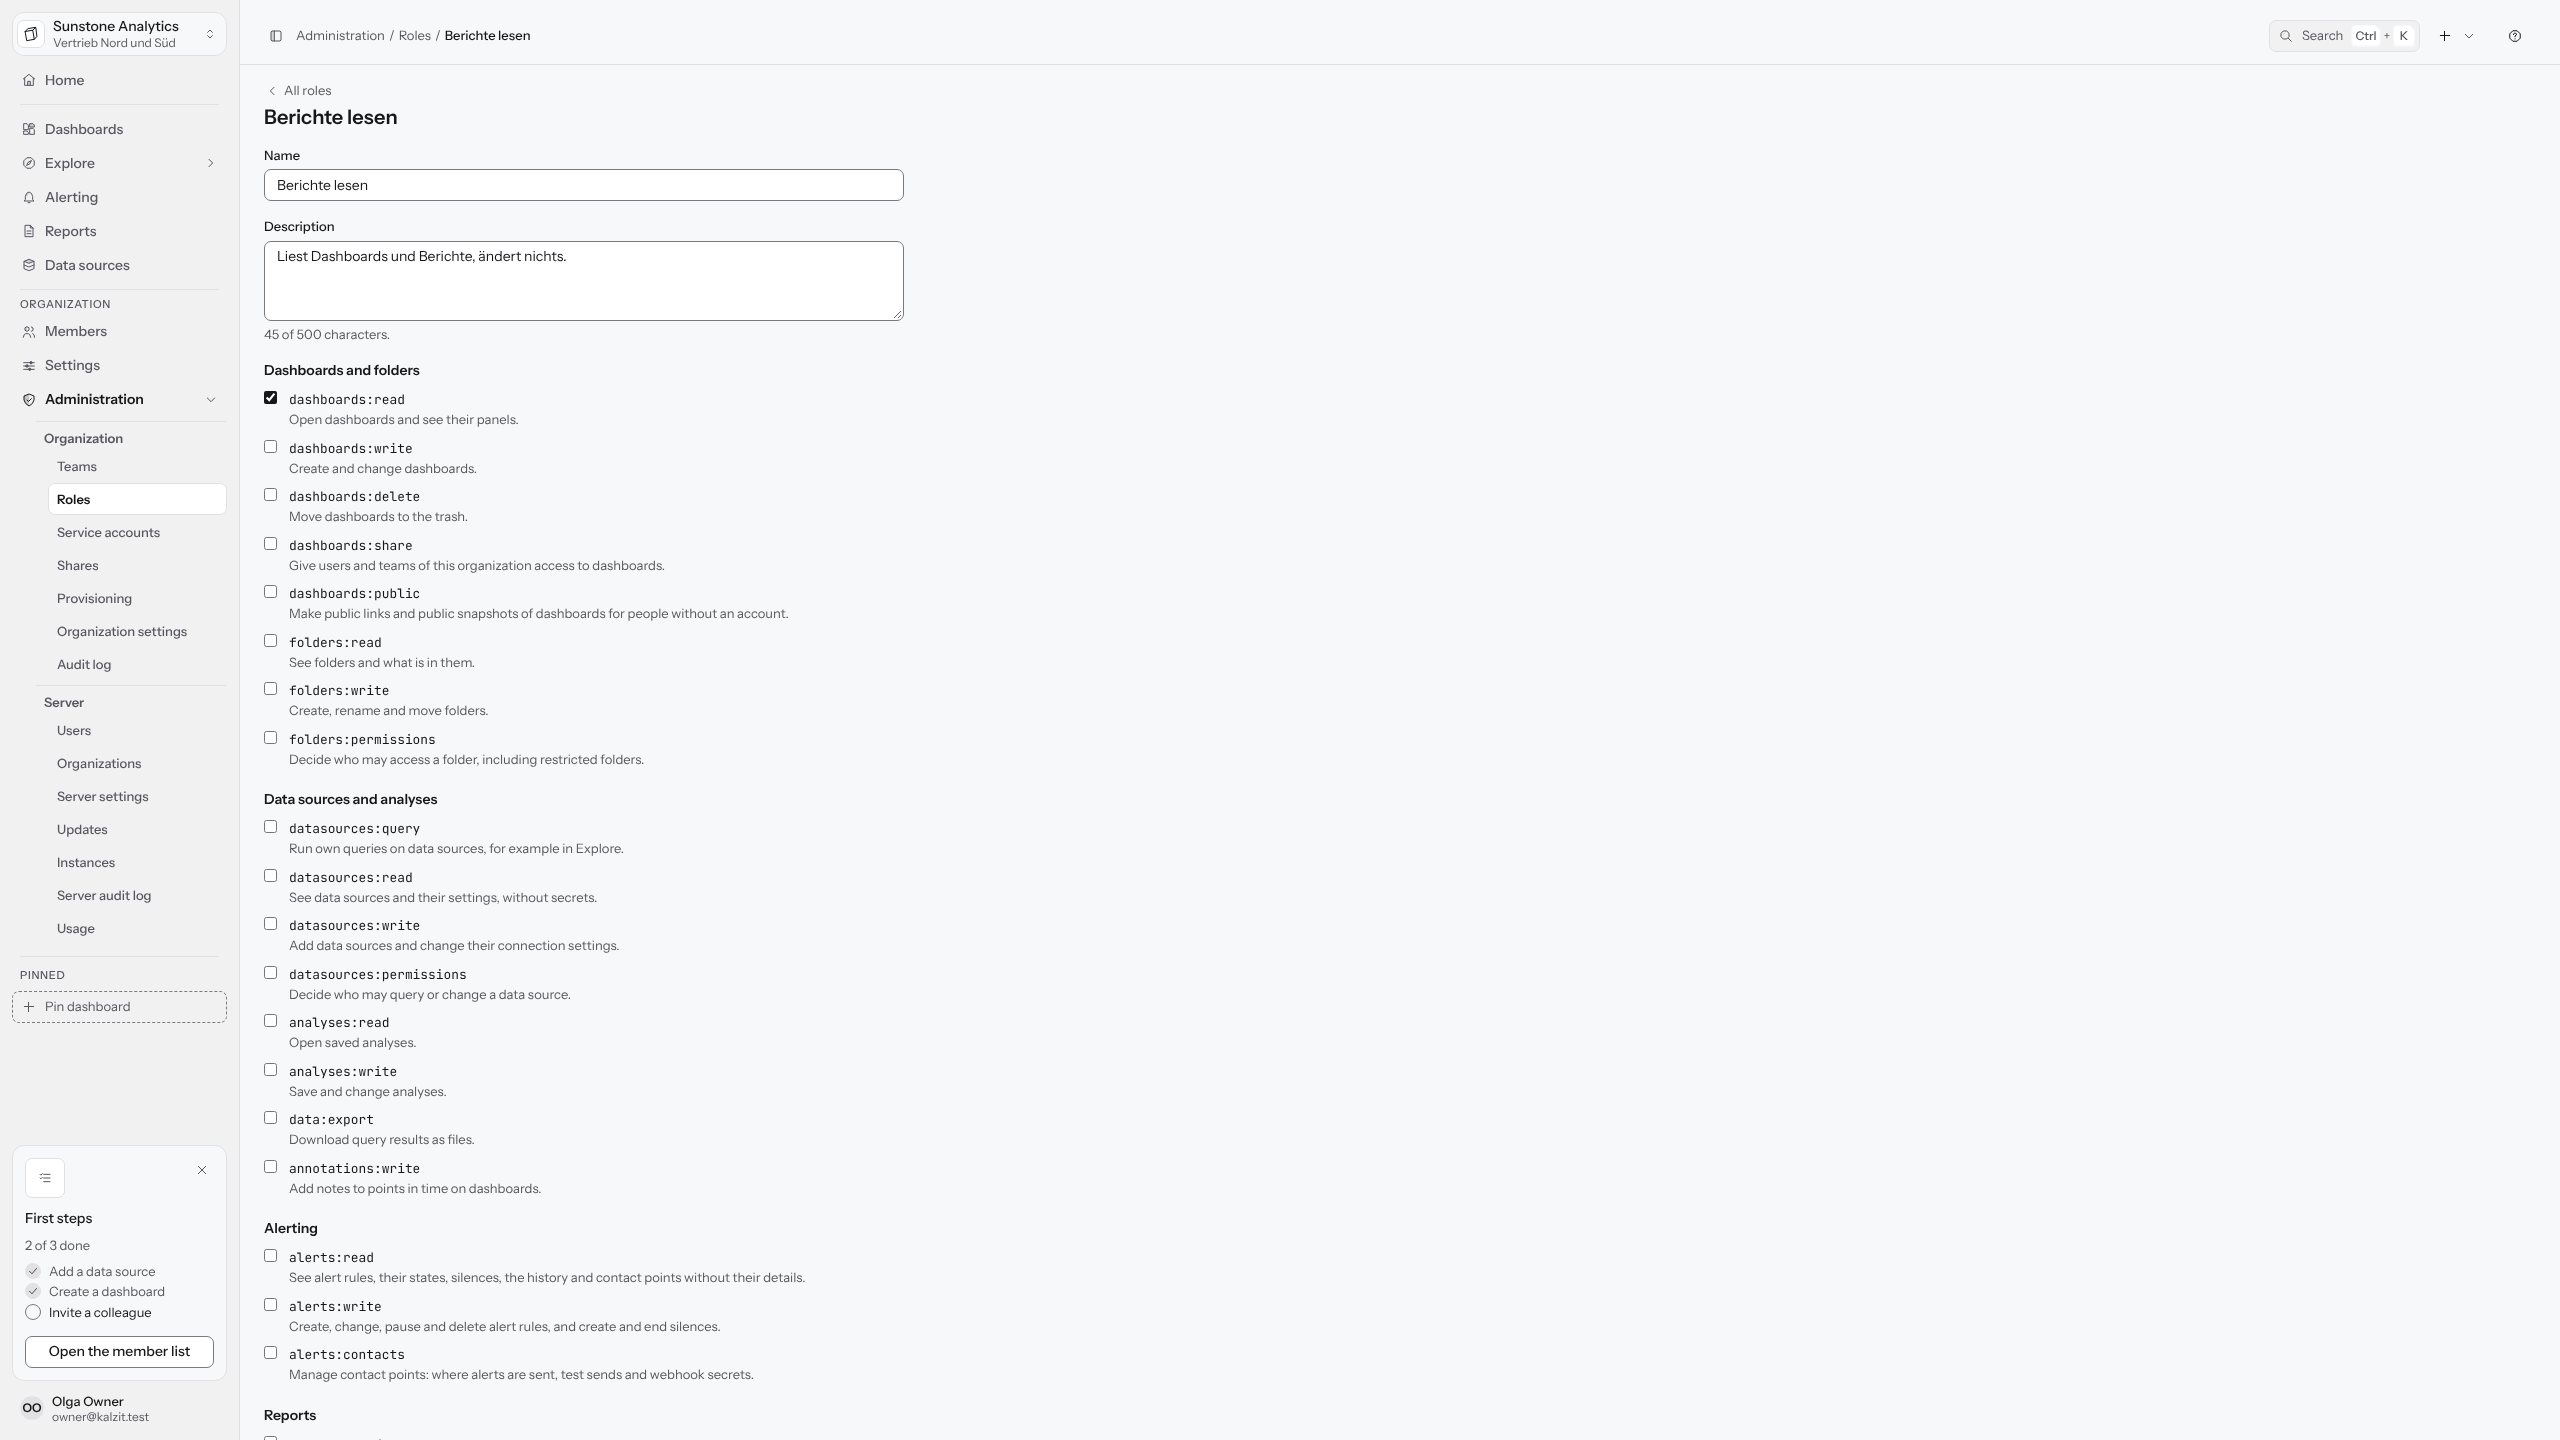 Sunstone Analytics
Vertrieb Nord und Süd
Home
Dashboards
Explore
Alerting
Reports
Data sources
ORGANIZATION
Members
Settings
Administration
Organization
Teams
Roles
Service accounts
Shares
Provisioning
Organization settings
Audit log
Server
Users
Organizations
Server settings
Updates
Instances
Server audit log
Usage
PINNED
Pin dashboard
First steps
2 of 3 done
Add a data source
Create a dashboard
Invite a colleague
Open the member list
OO
Olga Owner
owner@kalzit.test
Administration / Roles / Berichte lesen
Search Ctrl + K
All roles
Berichte lesen
Name
Berichte lesen
Description
Liest Dashboards und Berichte, ändert nichts.
45 of 500 characters.
Dashboards and folders
dashboards:read
Open dashboards and see their panels.
dashboards:write
Create and change dashboards.
dashboards:delete
Move dashboards to the trash.
dashboards:share
Give users and teams of this organization access to dashboards.
dashboards:public
Make public links and public snapshots of dashboards for people without an account.
folders:read
See folders and what is in them.
folders:write
Create, rename and move folders.
folders:permissions
Decide who may access a folder, including restricted folders.
Data sources and analyses
datasources:query
Run own queries on data sources, for example in Explore.
datasources:read
See data sources and their settings, without secrets.
datasources:write
Add data sources and change their connection settings.
datasources:permissions
Decide who may query or change a data source.
analyses:read
Open saved analyses.
analyses:write
Save and change analyses.
data:export
Download query results as files.
annotations:write
Add notes to points in time on dashboards.
Alerting
alerts:read
See alert rules, their states, silences, the history and contact points without their details.
alerts:write
Create, change, pause and delete alert rules, and create and end silences.
alerts:contacts
Manage contact points: where alerts are sent, test sends and webhook secrets.
Reports